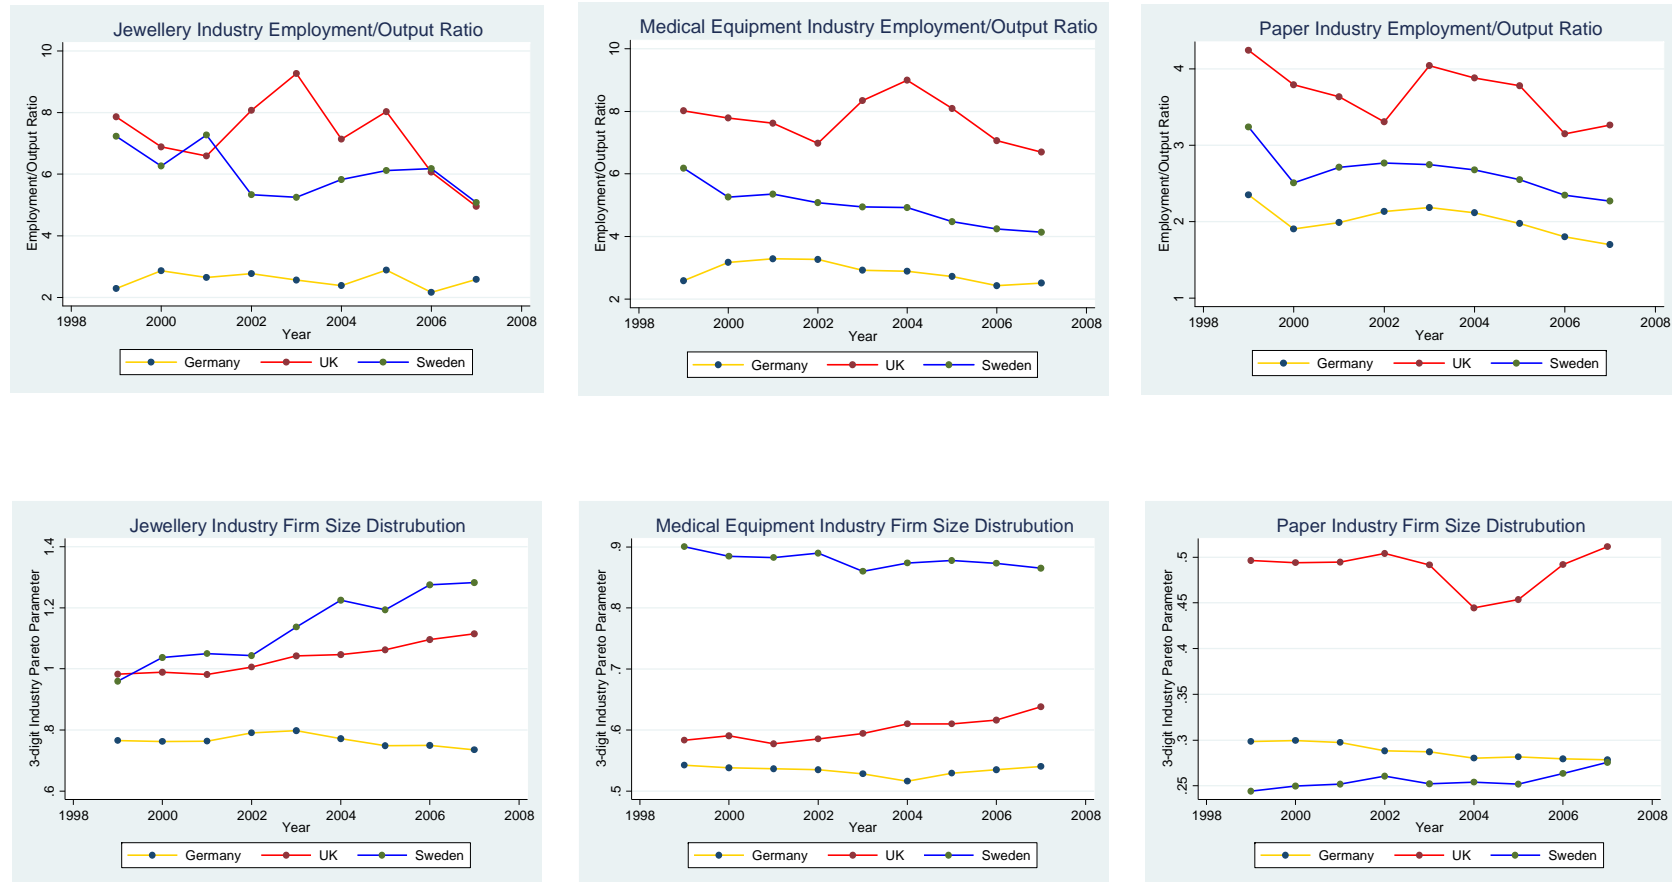 Jewellery Industry Employment/Output Ratio
Employment/Output Ratio
10
8
6
4
2
1998 2000 2002 2004 2006 2008
Year
Germany UK Sweden
Medical Equipment Industry Employment/Output Ratio
Employment/Output Ratio
10
8
6
4
2
1998 2000 2002 2004 2006 2008
Year
Germany UK Sweden
Paper Industry Employment/Output Ratio
Employment/Output Ratio
4
3
2
1
1998 2000 2002 2004 2006 2008
Year
Germany UK Sweden
Jewellery Industry Firm Size Distrubution
3-digit Industry Pareto Parameter
1.4
1.2
1
.8
.6
1998 2000 2002 2004 2006 2008
Year
Germany UK Sweden
Medical Equipment Industry Firm Size Distrubution
3-digit Industry Pareto Parameter
.9
.8
.7
.6
.5
1998 2000 2002 2004 2006 2008
Year
Germany UK Sweden
Paper Industry Firm Size Distrubution
3-digit Industry Pareto Parameter
.5
.45
.4
.35
.3
.25
1998 2000 2002 2004 2006 2008
Year
Germany UK Sweden